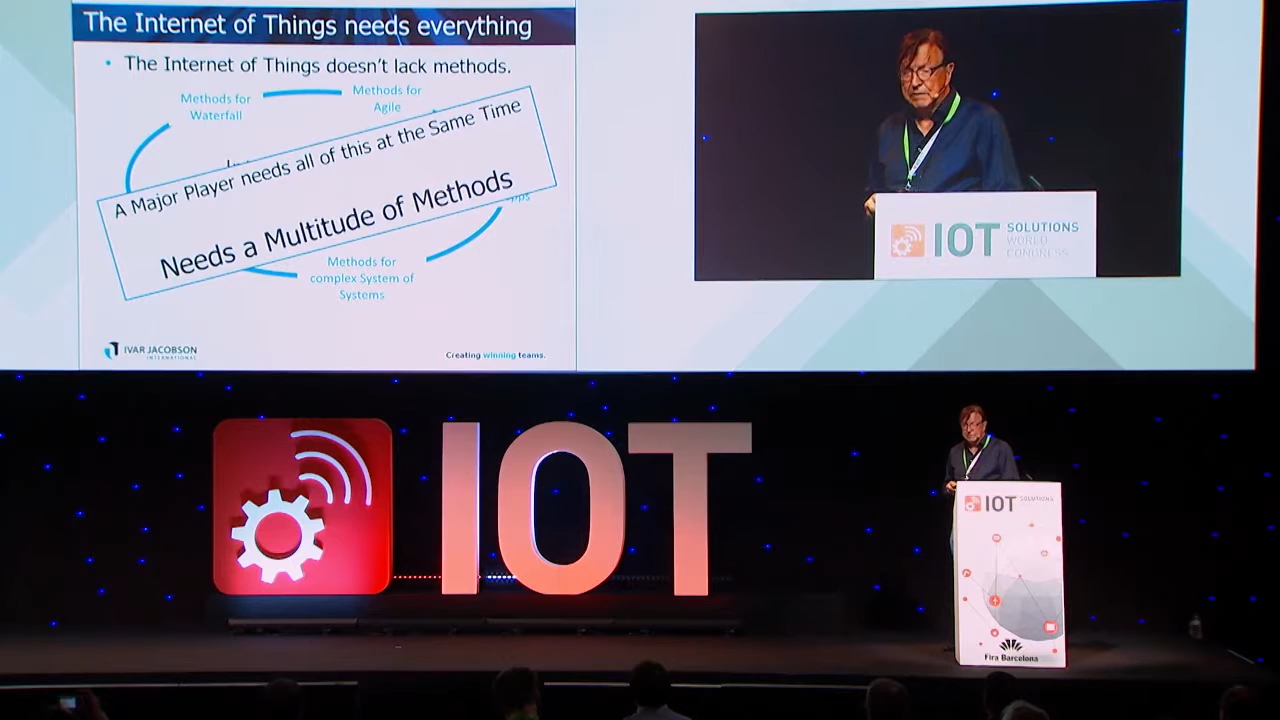 The Internet of Things needs everything
• The Internet of Things doesn't lack methods.
Methods for
Waterfall
Methods for
Agile
A Major Player needs all of this at the Same Time
Needs a Multitude of Methods
Methods for
complex System of
Systems
IVAR JACOBSON
INTERNATIONAL
Creating winning teams.
IOT SOLUTIONS
WORLD
CONGRESS
IOT
IOT SOLUTIONS
Fira Barcelona